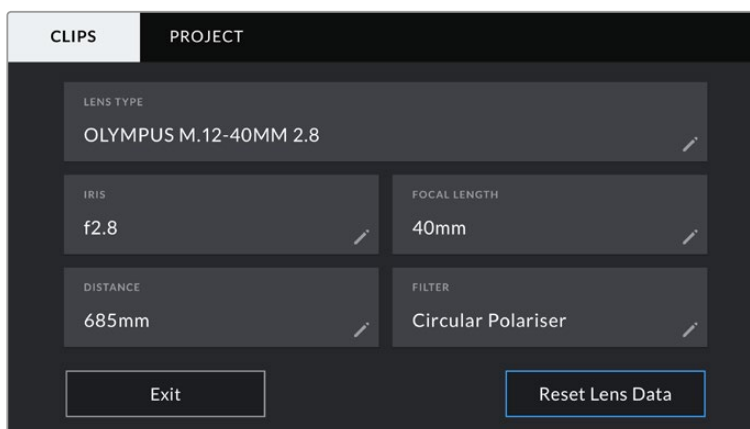 CLIPS PROJECT
LENS TYPE
OLYMPUS M.12-40MM 2.8
IRIS
f2.8
FOCAL LENGTH
40mm
DISTANCE
685mm
FILTER
Circular Polariser
Exit Reset Lens Data